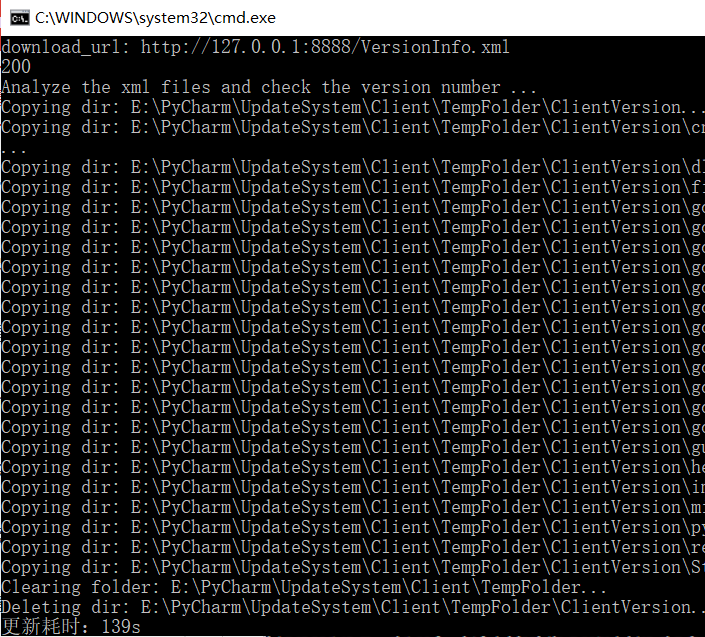 C:\WINDOWS\system32\cmd.exe
download_url: http://127.0.0.1:8888/VersionInfo.xml
200
Analyze the xml files and check the version number ...
Copying dir: E:\PyCharm\UpdateSystem\Client\TempFolder\ClientVersion...
Copying dir: E:\PyCharm\UpdateSystem\Client\TempFolder\ClientVersion\cr
...
Copying dir: E:\PyCharm\UpdateSystem\Client\TempFolder\ClientVersion\dl
Copying dir: E:\PyCharm\UpdateSystem\Client\TempFolder\ClientVersion\fi
Copying dir: E:\PyCharm\UpdateSystem\Client\TempFolder\ClientVersion\go
Copying dir: E:\PyCharm\UpdateSystem\Client\TempFolder\ClientVersion\go
Copying dir: E:\PyCharm\UpdateSystem\Client\TempFolder\ClientVersion\go
Copying dir: E:\PyCharm\UpdateSystem\Client\TempFolder\ClientVersion\go
Copying dir: E:\PyCharm\UpdateSystem\Client\TempFolder\ClientVersion\go
Copying dir: E:\PyCharm\UpdateSystem\Client\TempFolder\ClientVersion\go
Copying dir: E:\PyCharm\UpdateSystem\Client\TempFolder\ClientVersion\go
Copying dir: E:\PyCharm\UpdateSystem\Client\TempFolder\ClientVersion\go
Copying dir: E:\PyCharm\UpdateSystem\Client\TempFolder\ClientVersion\go
Copying dir: E:\PyCharm\UpdateSystem\Client\TempFolder\ClientVersion\go
Copying dir: E:\PyCharm\UpdateSystem\Client\TempFolder\ClientVersion\go
Copying dir: E:\PyCharm\UpdateSystem\Client\TempFolder\ClientVersion\go
Copying dir: E:\PyCharm\UpdateSystem\Client\TempFolder\ClientVersion\gu
Copying dir: E:\PyCharm\UpdateSystem\Client\TempFolder\ClientVersion\he
Copying dir: E:\PyCharm\UpdateSystem\Client\TempFolder\ClientVersion\in
Copying dir: E:\PyCharm\UpdateSystem\Client\TempFolder\ClientVersion\mi
Copying dir: E:\PyCharm\UpdateSystem\Client\TempFolder\ClientVersion\py
Copying dir: E:\PyCharm\UpdateSystem\Client\TempFolder\ClientVersion\re
Copying dir: E:\PyCharm\UpdateSystem\Client\TempFolder\ClientVersion\St
Clearing folder: E:\PyCharm\UpdateSystem\Client\TempFolder...
Deleting dir: E:\PyCharm\UpdateSystem\Client\TempFolder\ClientVersion..
更新耗时：139s